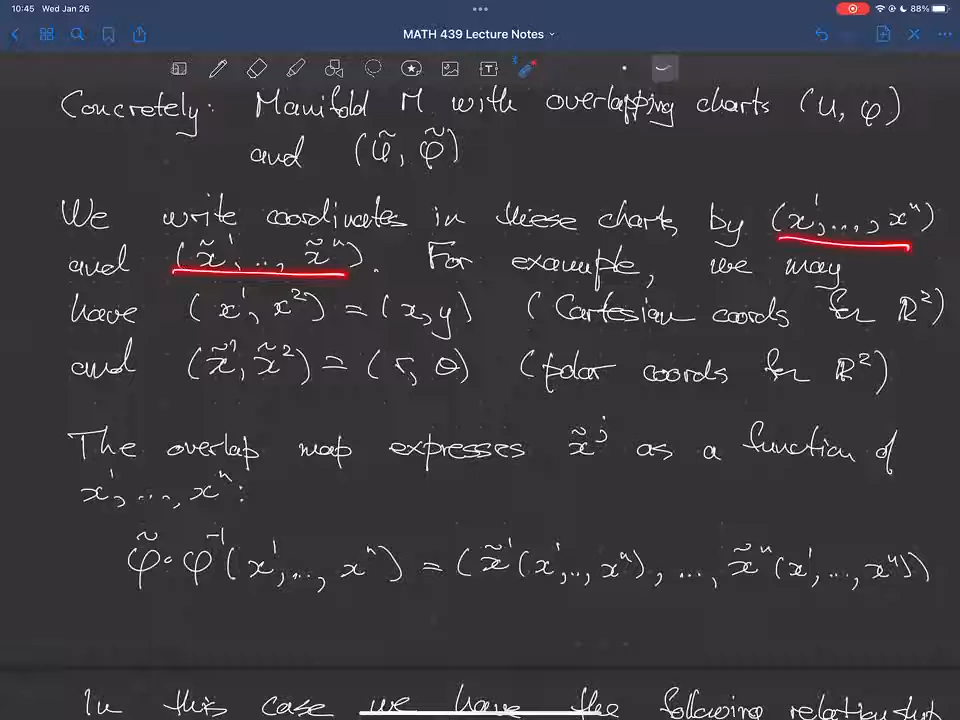 10:45 Wed Jan 26
88%
MATH 439 Lecture Notes
Concretely: Manifold M with overlapping charts (U, φ)
and (Ũ, φ̃)
We write coordinates in these charts by (x¹, ..., xⁿ)
and (x̃¹, ..., x̃ⁿ). For example, we may
have (x¹, x²) = (x, y) (Cartesian coords for ℝ²)
and (x̃¹, x̃²) = (r, θ) (polar coords for ℝ²)
The overlap map expresses x̃ʲ as a function of
x¹, ..., xⁿ:
φ̃ ∘ φ⁻¹(x¹, ..., xⁿ) = (x̃¹(x¹, ..., xⁿ), ..., x̃ⁿ(x¹, ..., xⁿ))
In this case we have the following relationship